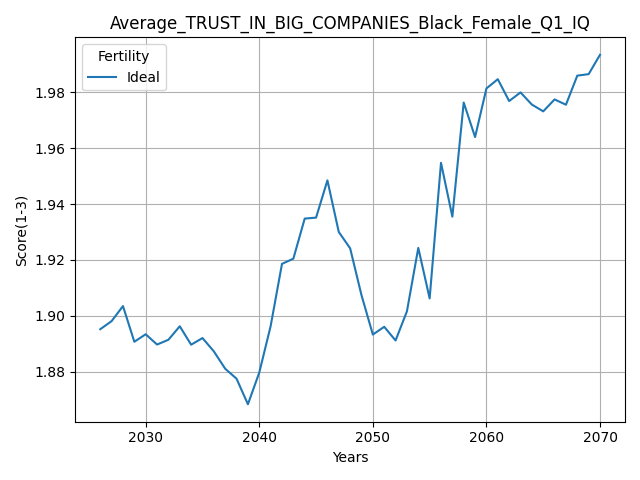 Average_TRUST_IN_BIG_COMPANIES_Black_Female_Q1_IQ
Fertility
Ideal
1.98
1.96
1.94
1.92
1.90
1.88
Score(1-3)
2030 2040 2050 2060 2070
Years